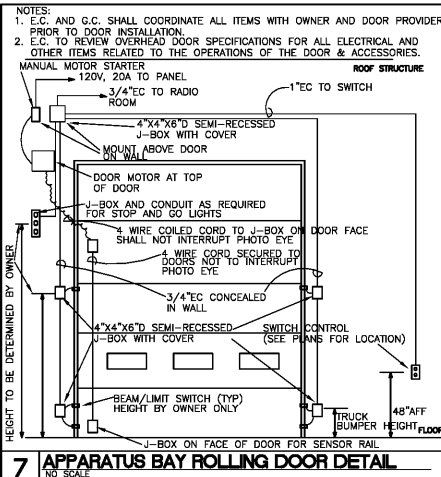 NOTES:
1. E.C. AND G.C. SHALL COORDINATE ALL ITEMS WITH OWNER AND DOOR PROVIDER
PRIOR TO DOOR INSTALLATION.
2. E.C. TO REVIEW OVERHEAD DOOR SPECIFICATIONS FOR ALL ELECTRICAL AND
OTHER ITEMS RELATED TO THE OPERATIONS OF THE DOOR & ACCESSORIES.
MANUAL MOTOR STARTER
ROOF STRUCTURE
120V, 20A TO PANEL
3/4"EC TO RADIO
ROOM
1"EC TO SWITCH
4"X4"X6"D SEMI-RECESSED
J-BOX WITH COVER
MOUNT ABOVE DOOR
ON WALL
DOOR MOTOR AT TOP
OF DOOR
J-BOX AND CONDUIT AS REQUIRED
FOR STOP AND GO LIGHTS
4 WIRE COILED CORD TO J-BOX ON DOOR FACE
SHALL NOT INTERRUPT PHOTO EYE
4 WIRE CORD SECURED TO
DOORS NOT TO INTERRUPT
PHOTO EYE
3/4"EC CONCEALED
IN WALL
HEIGHT TO BE DETERMINED BY OWNER
4"X4"X6"D SEMI-RECESSED
J-BOX WITH COVER
SWITCH CONTROL
(SEE PLANS FOR LOCATION)
BEAM/LIMIT SWITCH (TYP)
HEIGHT BY OWNER ONLY
TRUCK
BUMPER HEIGHT
48"AFF
FLOOR
J-BOX ON FACE OF DOOR FOR SENSOR RAIL
7 APPARATUS BAY ROLLING DOOR DETAIL
NO SCALE